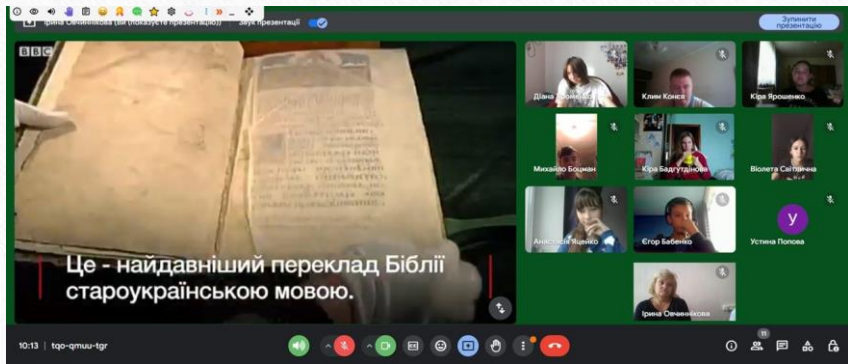 Ірина Овчиннікова (Ви (показуєте презентацію))
Звук презентації
Зупинити
презентацію
BBC
Це - найдавніший переклад Біблії
староукраїнською мовою.
Діана
Клим Конєв
Кіра Ярошенко
Михайло Боцман
Кіра Бадгутдінова
Віолета Світлична
Анастасія Яценко
Єгор Бабенко
У
Устина Попова
Ірина Овчиннікова
10:13 | tqo-qmuu-tgr
11